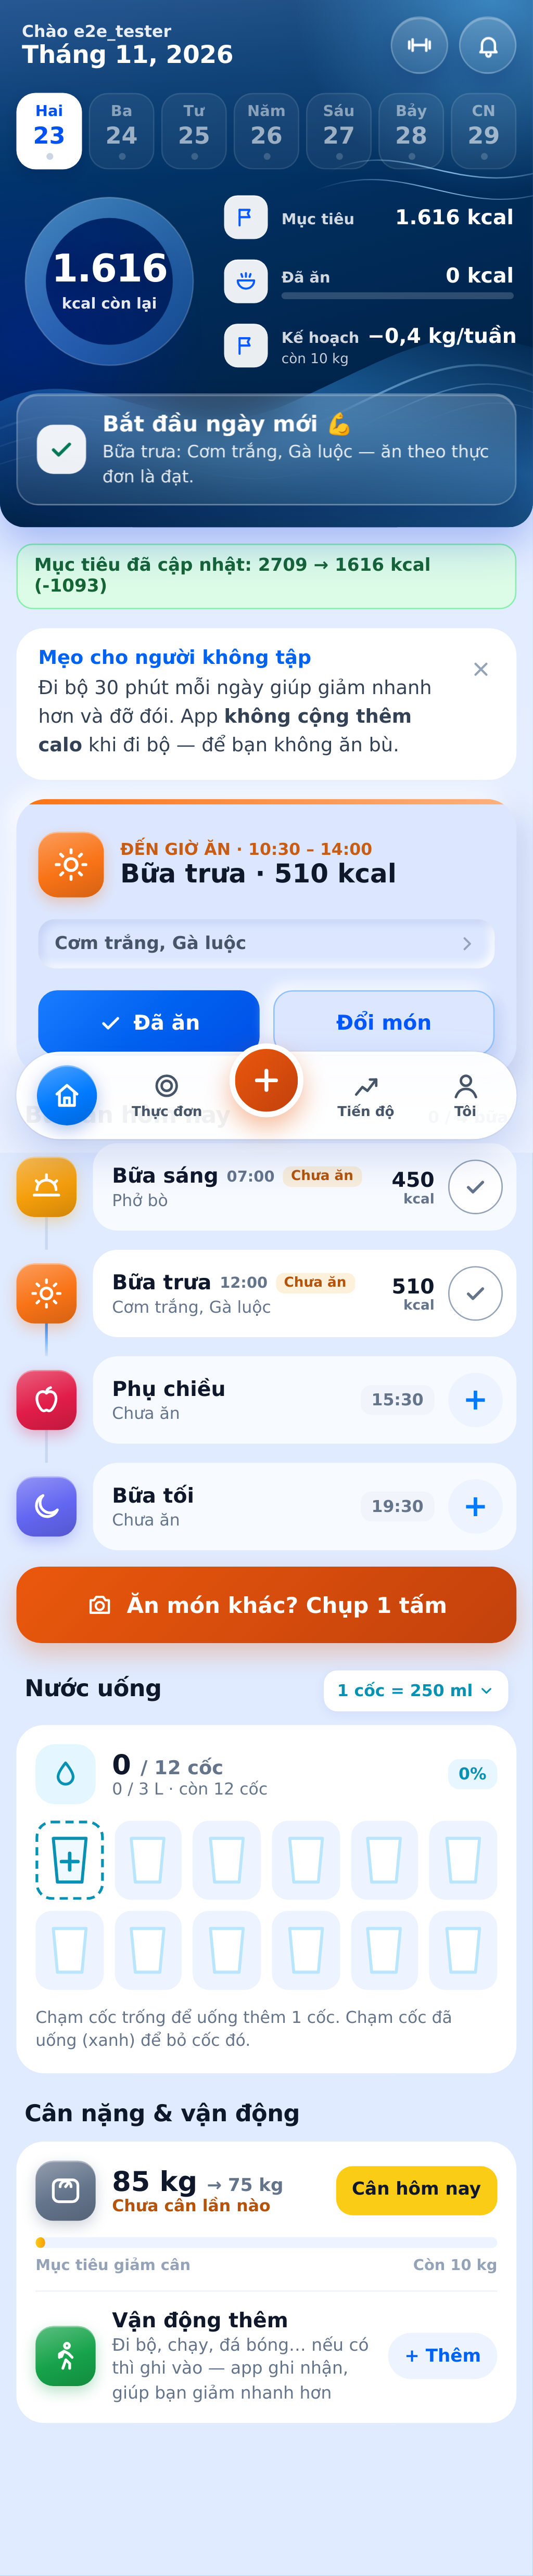 Chào e2e_tester
Tháng 11, 2026
Hai Ba Tư Năm Sáu Bảy CN
23 24 25 26 27 28 29
1.616
kcal còn lại
Mục tiêu 1.616 kcal
Đã ăn 0 kcal
Kế hoạch −0,4 kg/tuần
còn 10 kg
Bắt đầu ngày mới 💪
Bữa trưa: Cơm trắng, Gà luộc — ăn theo thực
đơn là đạt.
Mục tiêu đã cập nhật: 2709 → 1616 kcal
(-1093)
Mẹo cho người không tập
Đi bộ 30 phút mỗi ngày giúp giảm nhanh
hơn và đỡ đói. App không cộng thêm
calo khi đi bộ — để bạn không ăn bù.
ĐẾN GIỜ ĂN · 10:30 – 14:00
Bữa trưa · 510 kcal
Cơm trắng, Gà luộc
Đã ăn
Đổi món
Thực đơn
Tiến độ
Tôi
Bữa sáng 07:00 Chưa ăn
Phở bò
450
kcal
Bữa trưa 12:00 Chưa ăn
Cơm trắng, Gà luộc
510
kcal
Phụ chiều
Chưa ăn
15:30
Bữa tối
Chưa ăn
19:30
Ăn món khác? Chụp 1 tấm
Nước uống
1 cốc = 250 ml
0 / 12 cốc
0 / 3 L · còn 12 cốc
0%
Chạm cốc trống để uống thêm 1 cốc. Chạm cốc đã
uống (xanh) để bỏ cốc đó.
Cân nặng & vận động
85 kg → 75 kg
Chưa cân lần nào
Cân hôm nay
Mục tiêu giảm cân
Còn 10 kg
Vận động thêm
Đi bộ, chạy, đá bóng… nếu có
thì ghi vào — app ghi nhận,
giúp bạn giảm nhanh hơn
+ Thêm